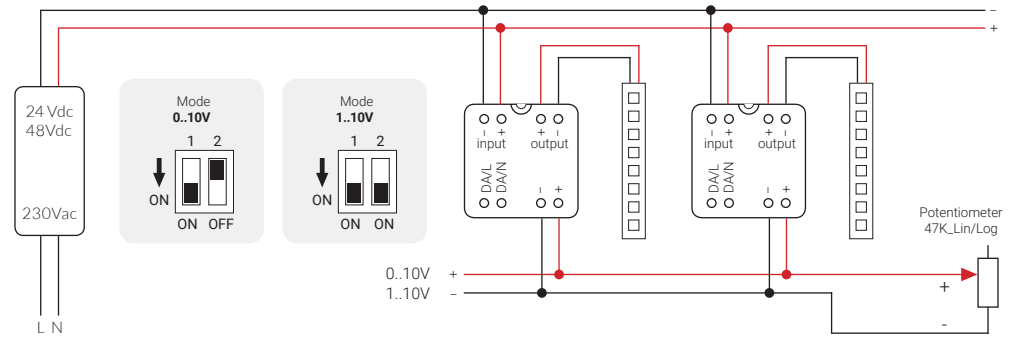 –
+
24 Vdc
48Vdc
230Vac
L N
Mode
0..10V
1 2
ON
ON OFF
Mode
1..10V
1 2
ON
ON ON
– + + –
input output
DA/L
DA/N
– +
– + + –
input output
DA/L
DA/N
– +
0..10V +
1..10V –
Potentiometer
47K_Lin/Log
+
-